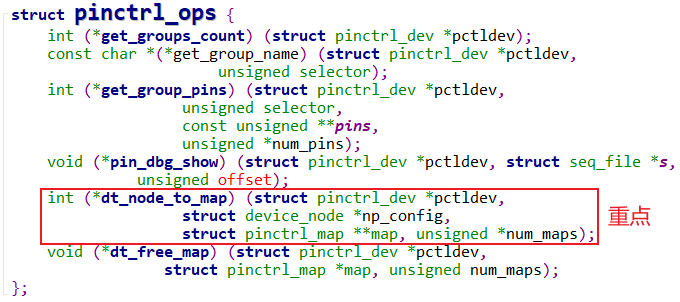 struct pinctrl_ops {
    int (*get_groups_count) (struct pinctrl_dev *pctldev);
    const char *(*get_group_name) (struct pinctrl_dev *pctldev,
                       unsigned selector);
    int (*get_group_pins) (struct pinctrl_dev *pctldev,
                   unsigned selector,
                   const unsigned **pins,
                   unsigned *num_pins);
    void (*pin_dbg_show) (struct pinctrl_dev *pctldev, struct seq_file *s,
              unsigned offset);
    int (*dt_node_to_map) (struct pinctrl_dev *pctldev,
                   struct device_node *np_config,
                   struct pinctrl_map **map, unsigned *num_maps);
重点
    void (*dt_free_map) (struct pinctrl_dev *pctldev,
                 struct pinctrl_map *map, unsigned num_maps);
};